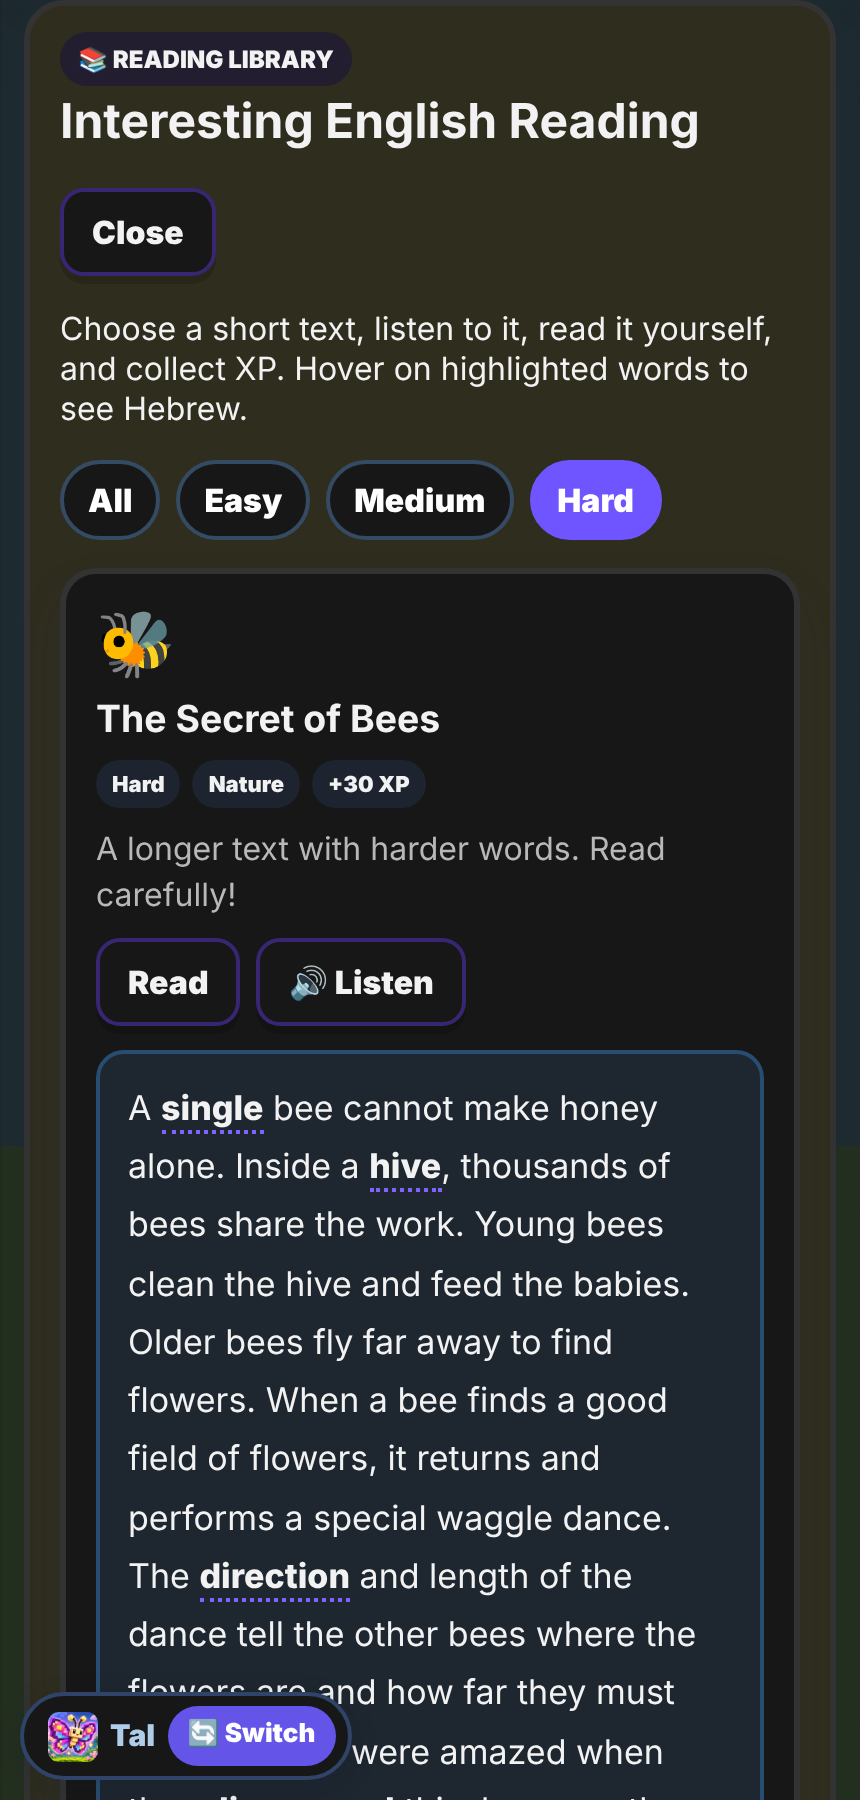 📚 READING LIBRARY
Interesting English Reading
Close
Choose a short text, listen to it, read it yourself,
and collect XP. Hover on highlighted words to
see Hebrew.
All Easy Medium Hard
The Secret of Bees
Hard Nature +30 XP
A longer text with harder words. Read
carefully!
Read 🔊 Listen
A single bee cannot make honey
alone. Inside a hive, thousands of
bees share the work. Young bees
clean the hive and feed the babies.
Older bees fly far away to find
flowers. When a bee finds a good
field of flowers, it returns and
performs a special waggle dance.
The direction and length of the
dance tell the other bees where the
flowers are and how far they must
were amazed when
Tal 🔄 Switch